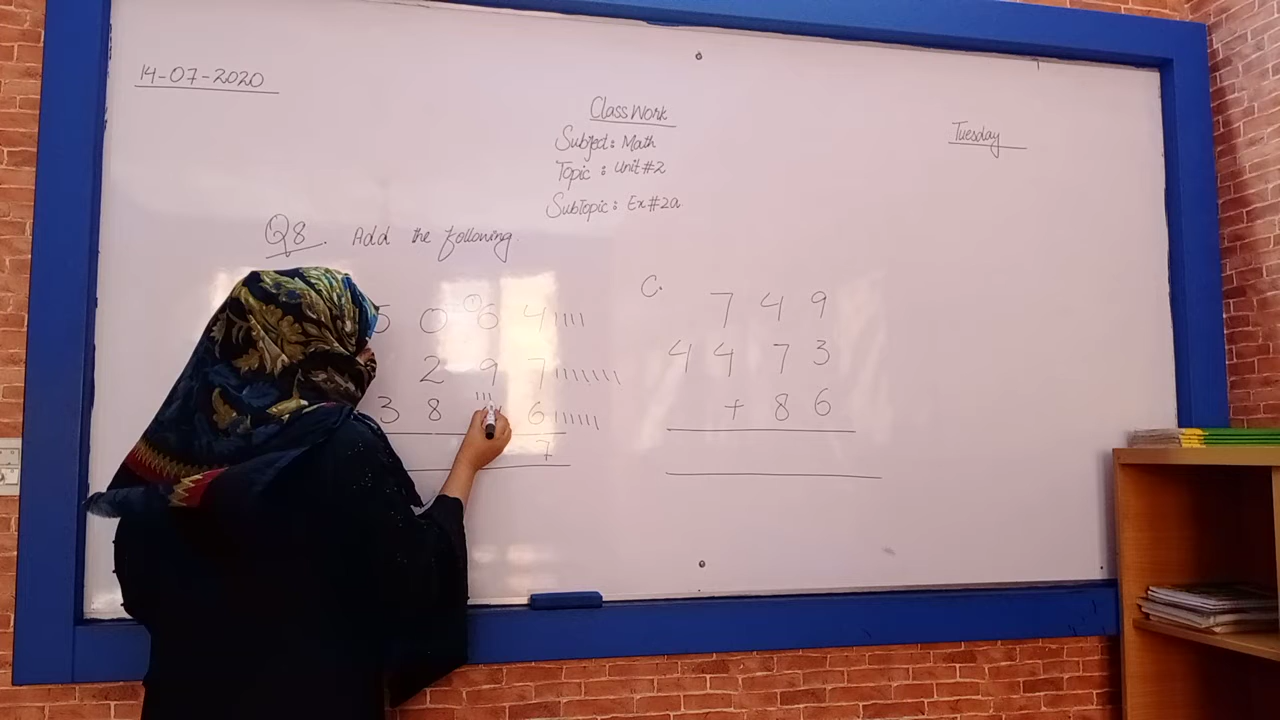 14-07-2020
Class Work
Tuesday
Subject: Math
Topic: Unit #2
SubTopic: Ex #2a
Q8. Add the following
5 0 1 6 4
2 9 7
3 8 6
7
C.
7 4 9
4 4 7 3
+ 8 6